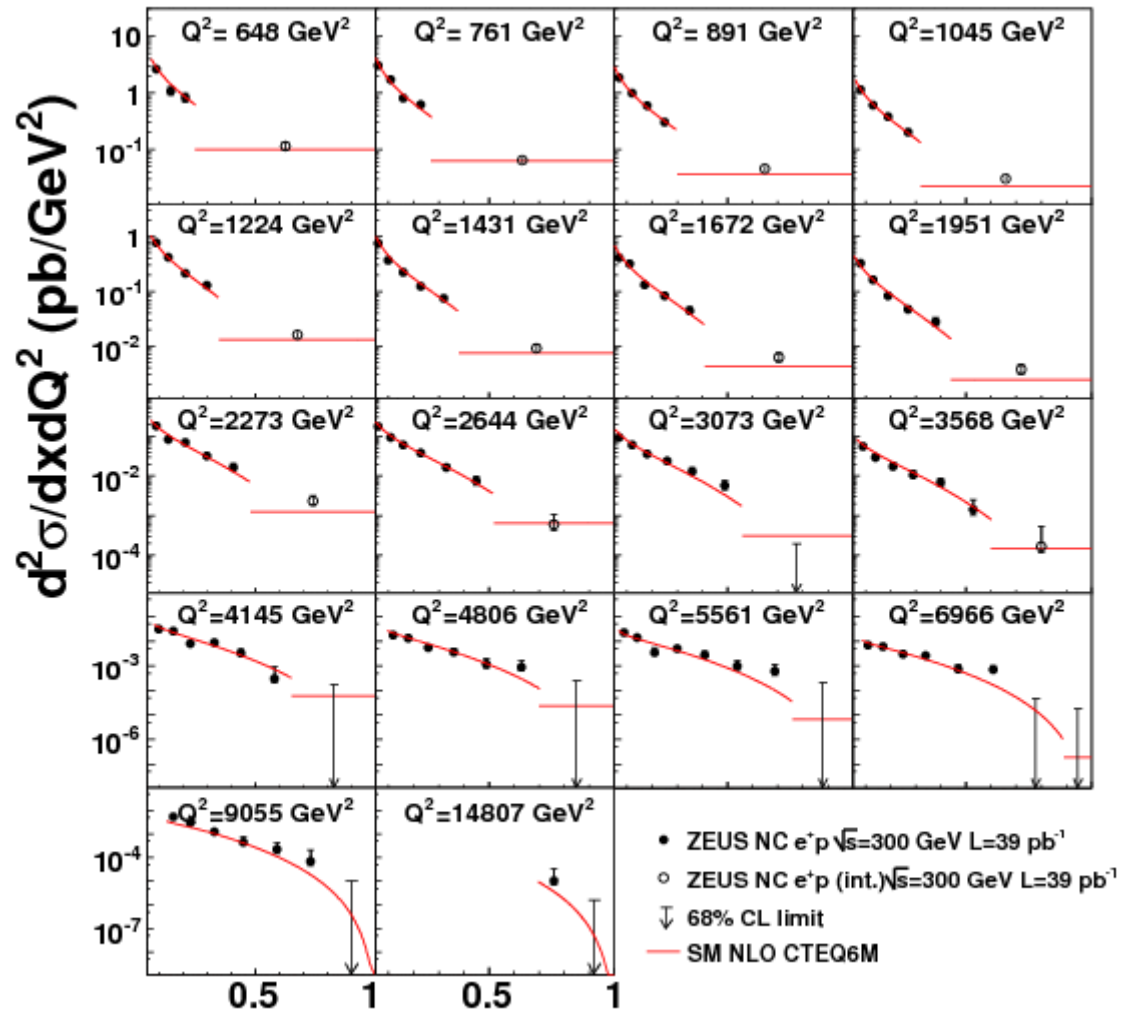 d²σ/dxdQ² (pb/GeV²)
10
1
10⁻¹
Q²= 648 GeV²
Q²= 761 GeV²
Q²= 891 GeV²
Q²=1045 GeV²
1
10⁻¹
10⁻²
Q²=1224 GeV²
Q²=1431 GeV²
Q²=1672 GeV²
Q²=1951 GeV²
10⁻²
10⁻⁴
Q²=2273 GeV²
Q²=2644 GeV²
Q²=3073 GeV²
Q²=3568 GeV²
10⁻³
10⁻⁶
Q²=4145 GeV²
Q²=4806 GeV²
Q²=5561 GeV²
Q²=6966 GeV²
10⁻⁴
10⁻⁷
Q²=9055 GeV²
Q²=14807 GeV²
0.5
1
0.5
1
ZEUS NC e⁺p √s=300 GeV L=39 pb⁻¹
ZEUS NC e⁺p (int.)√s=300 GeV L=39 pb⁻¹
68% CL limit
SM NLO CTEQ6M